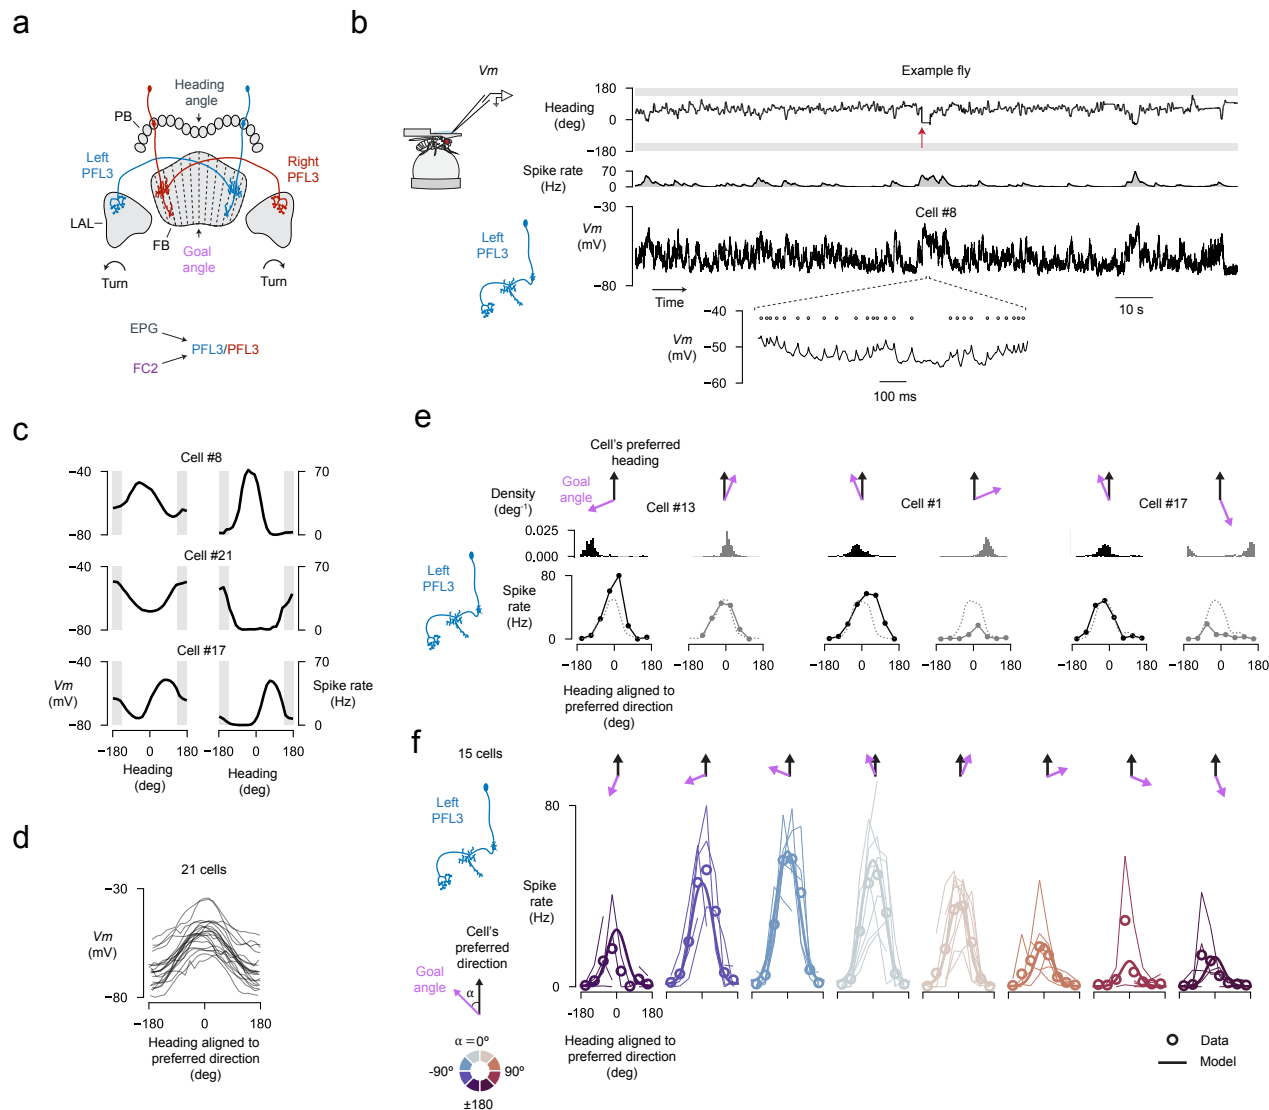 a
Heading
angle
PB
Left
PFL3
Right
PFL3
LAL
FB
Goal
angle
Turn
Turn
EPG
PFL3/PFL3
FC2
b
Vm
Example fly
Heading
(deg)
180
0
−180
Spike rate
(Hz)
70
0
Cell #8
Vm
(mV)
−30
−80
Left
PFL3
Time
10 s
Vm
(mV)
−40
−50
−60
100 ms
c
Cell #8
−40
−80
70
0
Cell #21
−40
−80
70
0
Cell #17
−40
−80
Vm
(mV)
70
0
Spike rate
(Hz)
−180 0 180
−180 0 180
Heading
(deg)
Heading
(deg)
d
21 cells
−30
−80
Vm
(mV)
-180 0 180
Heading aligned to
preferred direction
(deg)
e
Cell's preferred
heading
Goal
angle
Density
(deg⁻¹)
Cell #13
Cell #1
Cell #17
0.025
0.000
Left
PFL3
Spike
rate
(Hz)
80
0
−180 0 180
−180 0 180
−180 0 180
−180 0 180
−180 0 180
−180 0 180
Heading aligned to
preferred direction
(deg)
f
15 cells
Left
PFL3
Spike
rate
(Hz)
80
0
Cell's
preferred
direction
Goal
angle
α
α = 0º
-90º
90º
±180
-180 0 180
Heading aligned to
preferred direction
(deg)
Data
Model